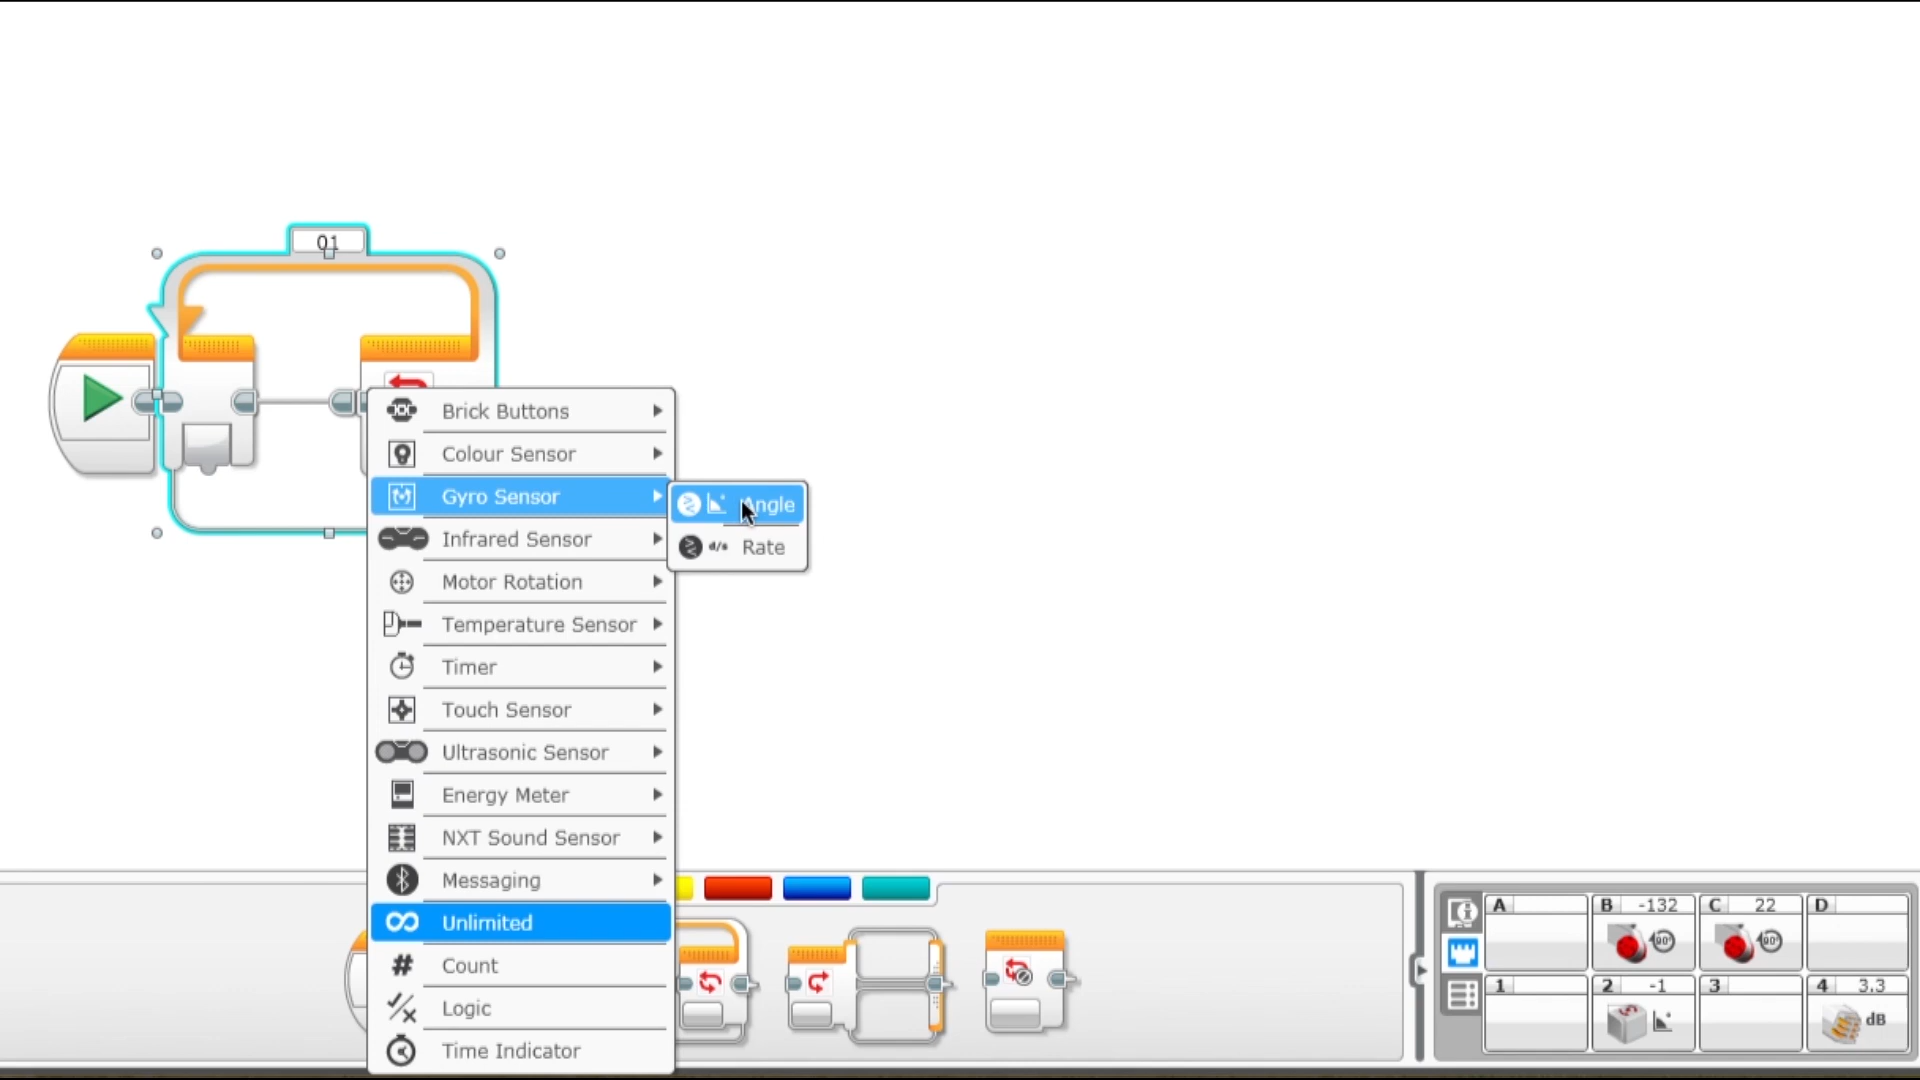 01
Brick Buttons
Colour Sensor
Gyro Sensor
Angle
d/s Rate
Infrared Sensor
Motor Rotation
Temperature Sensor
Timer
Touch Sensor
Ultrasonic Sensor
Energy Meter
NXT Sound Sensor
Messaging
Unlimited
# Count
Logic
Time Indicator
A
B -132
C 22
D
90°
90°
1
2 -1
3
4 3.3
dB